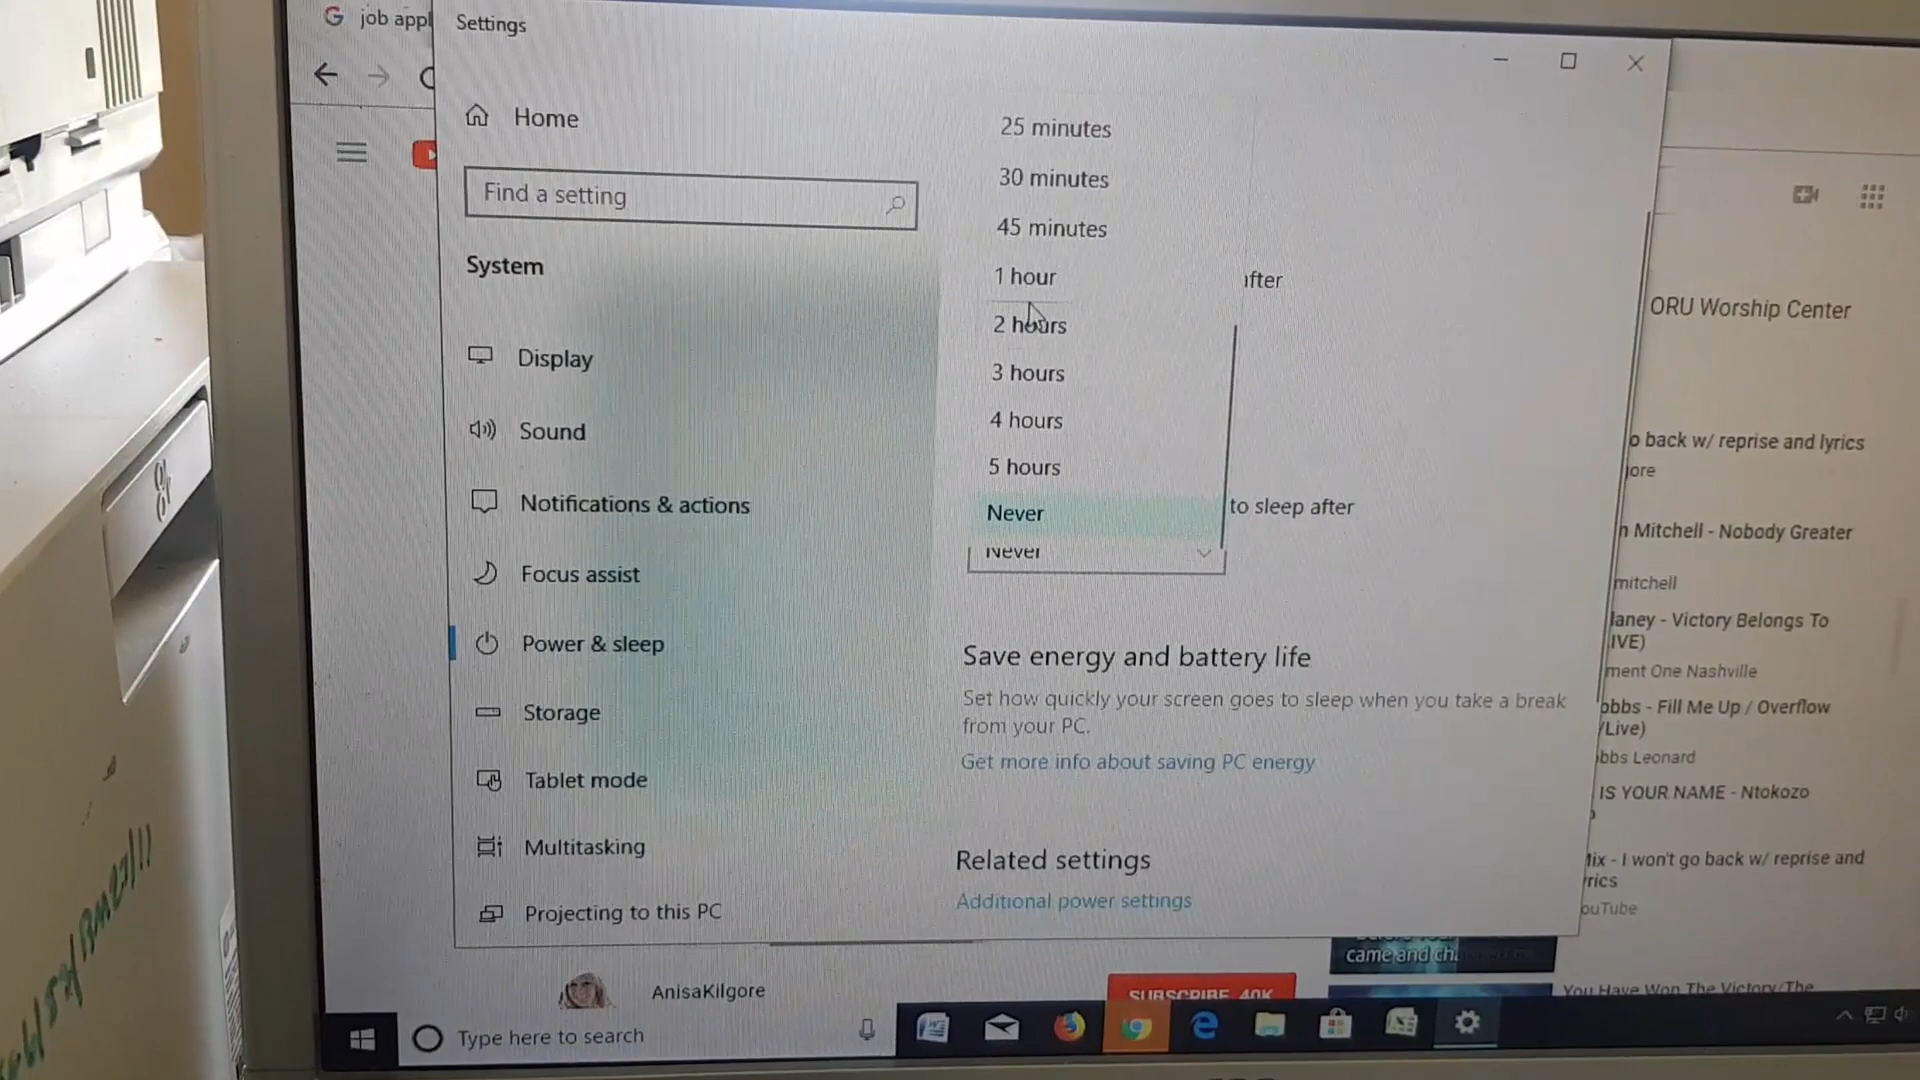 job appl
Settings
Home
Find a setting
System
Display
Sound
Notifications & actions
Focus assist
Power & sleep
Storage
Tablet mode
Multitasking
Projecting to this PC
25 minutes
30 minutes
45 minutes
1 hour
2 hours
3 hours
4 hours
5 hours
Never
Never
fter
to sleep after
Save energy and battery life
Set how quickly your screen goes to sleep when you take a break
from your PC.
Get more info about saving PC energy
Related settings
Additional power settings
ORU Worship Center
o back w/ reprise and lyrics
ore
n Mitchell - Nobody Greater
mitchell
laney - Victory Belongs To
IVE)
ment One Nashville
obbs - Fill Me Up / Overflow
/Live)
bbs Leonard
IS YOUR NAME - Ntokozo
ix - I won't go back w/ reprise and
rics
ouTube
came and ch
You Have Won The Victory/The
AnisaKilgore
SUBSCRIBE 40K
Type here to search